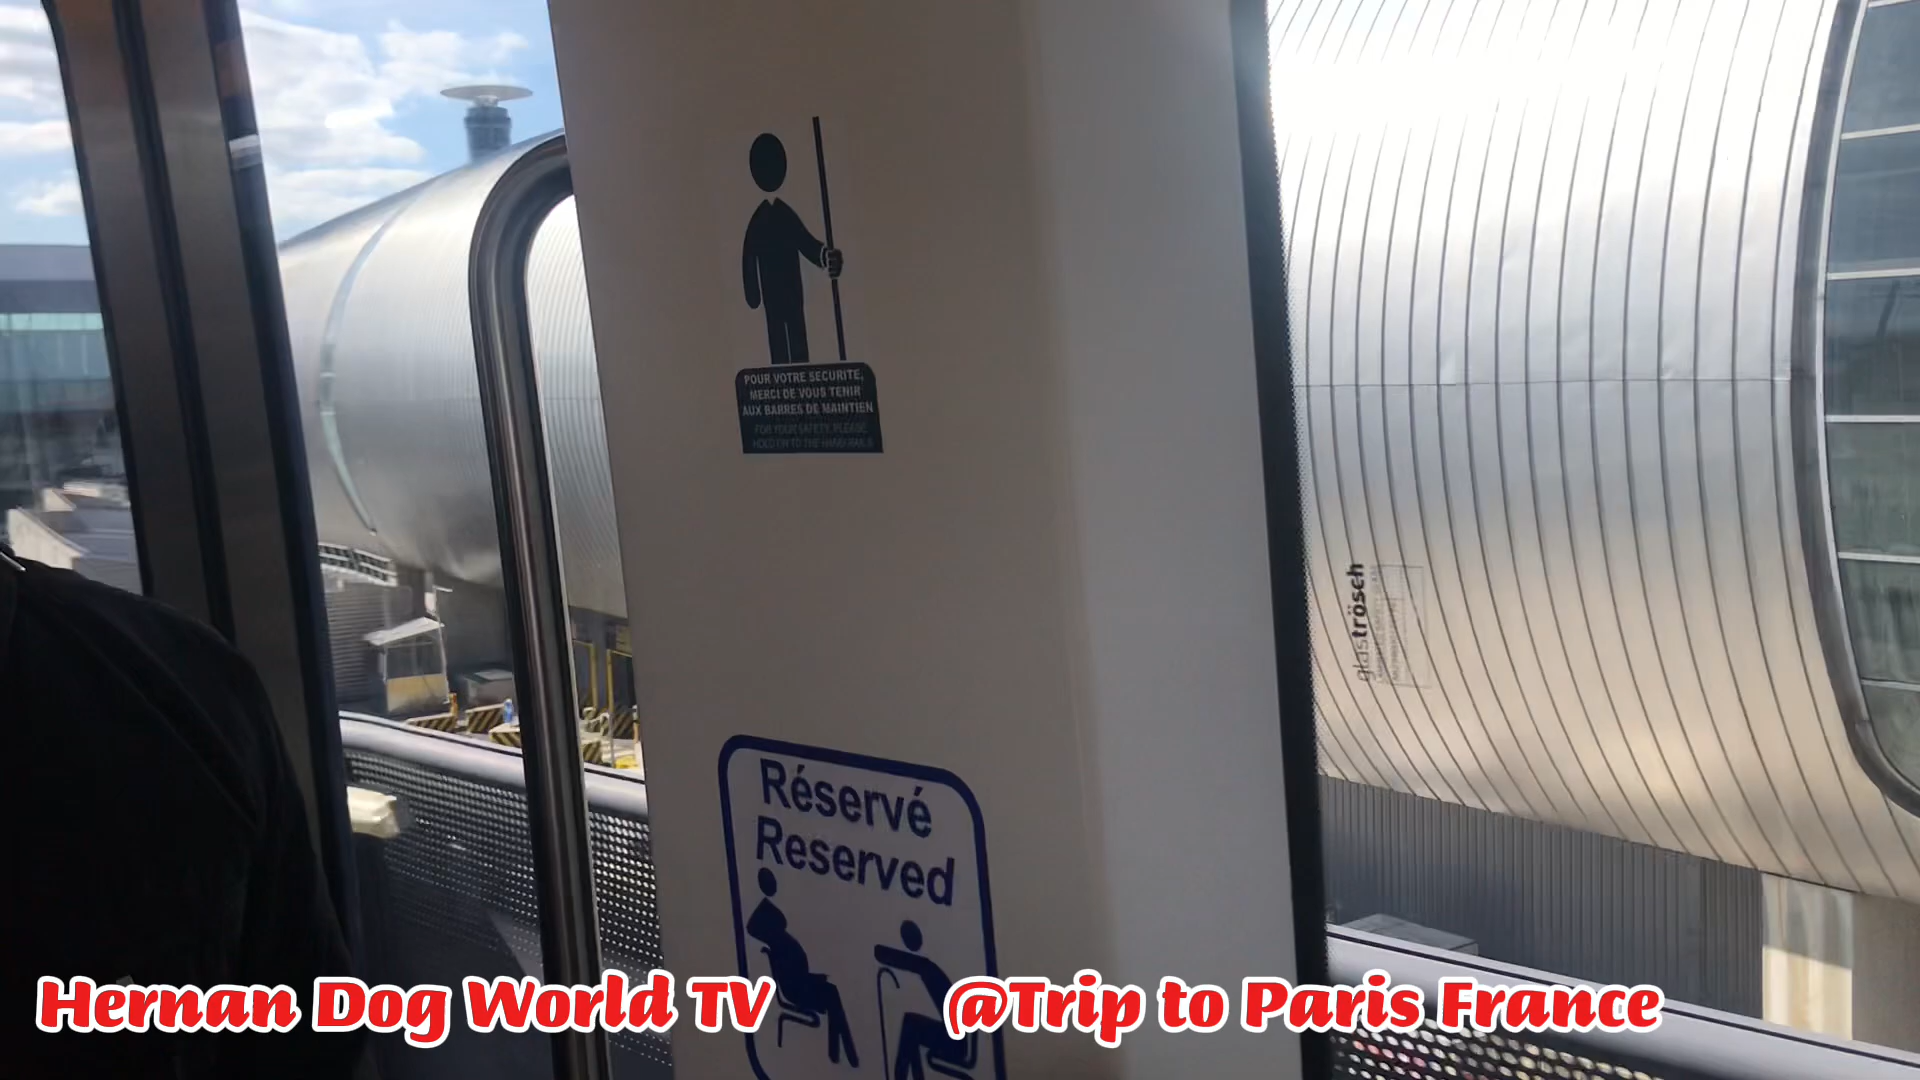 POUR VOTRE SECURITE,
MERCI DE VOUS TENIR
AUX BARRES DE MAINTIEN
FOR YOUR SAFETY, PLEASE
HOLD ON TO THE HANDRAILS
glaströsch
Réservé
Reserved
Hernan Dog World TV @Trip to Paris France